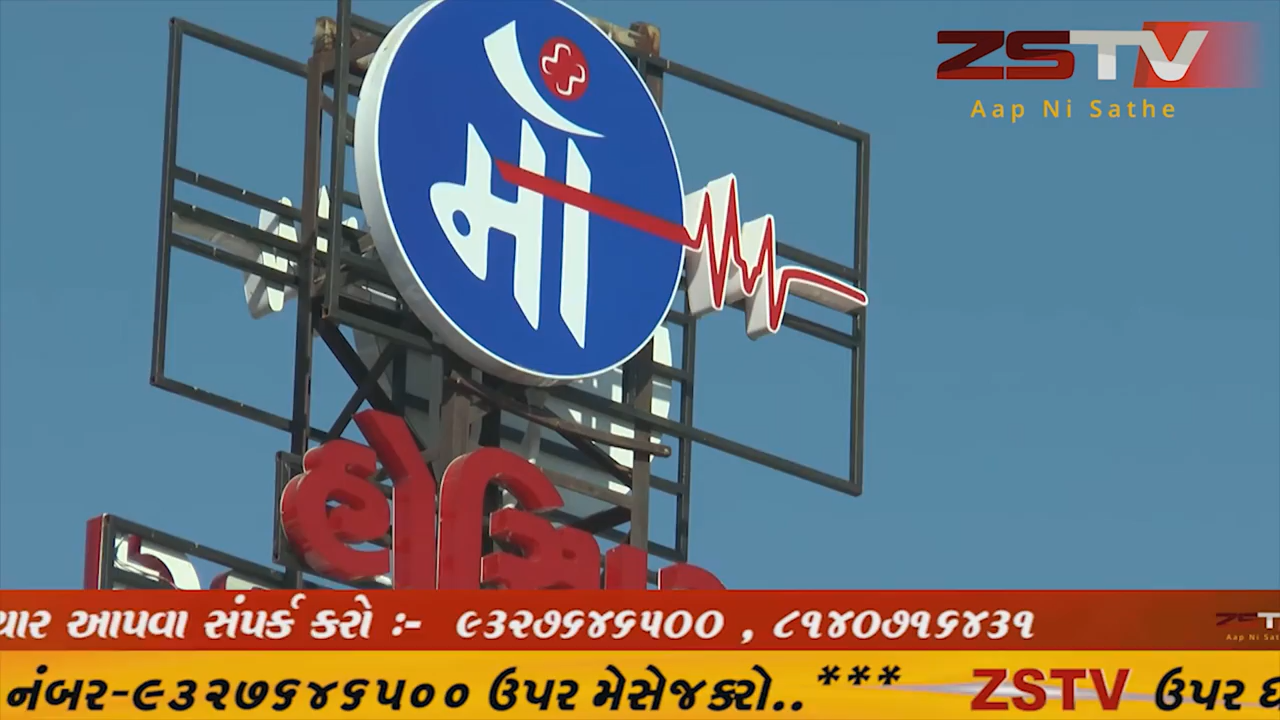 ZSTV
Aap Ni Sathe
માઁ
આપવા સંપર્ક કરો :- ૯૩૨૭૬૪૬૫૦૦ , ૮૧૪૦૭૧૬૪૩૧
નંબર-૯૩૨૭૬૪૬૫૦૦ ઉપર મેસેજ કરો.. *** ZSTV ઉપર